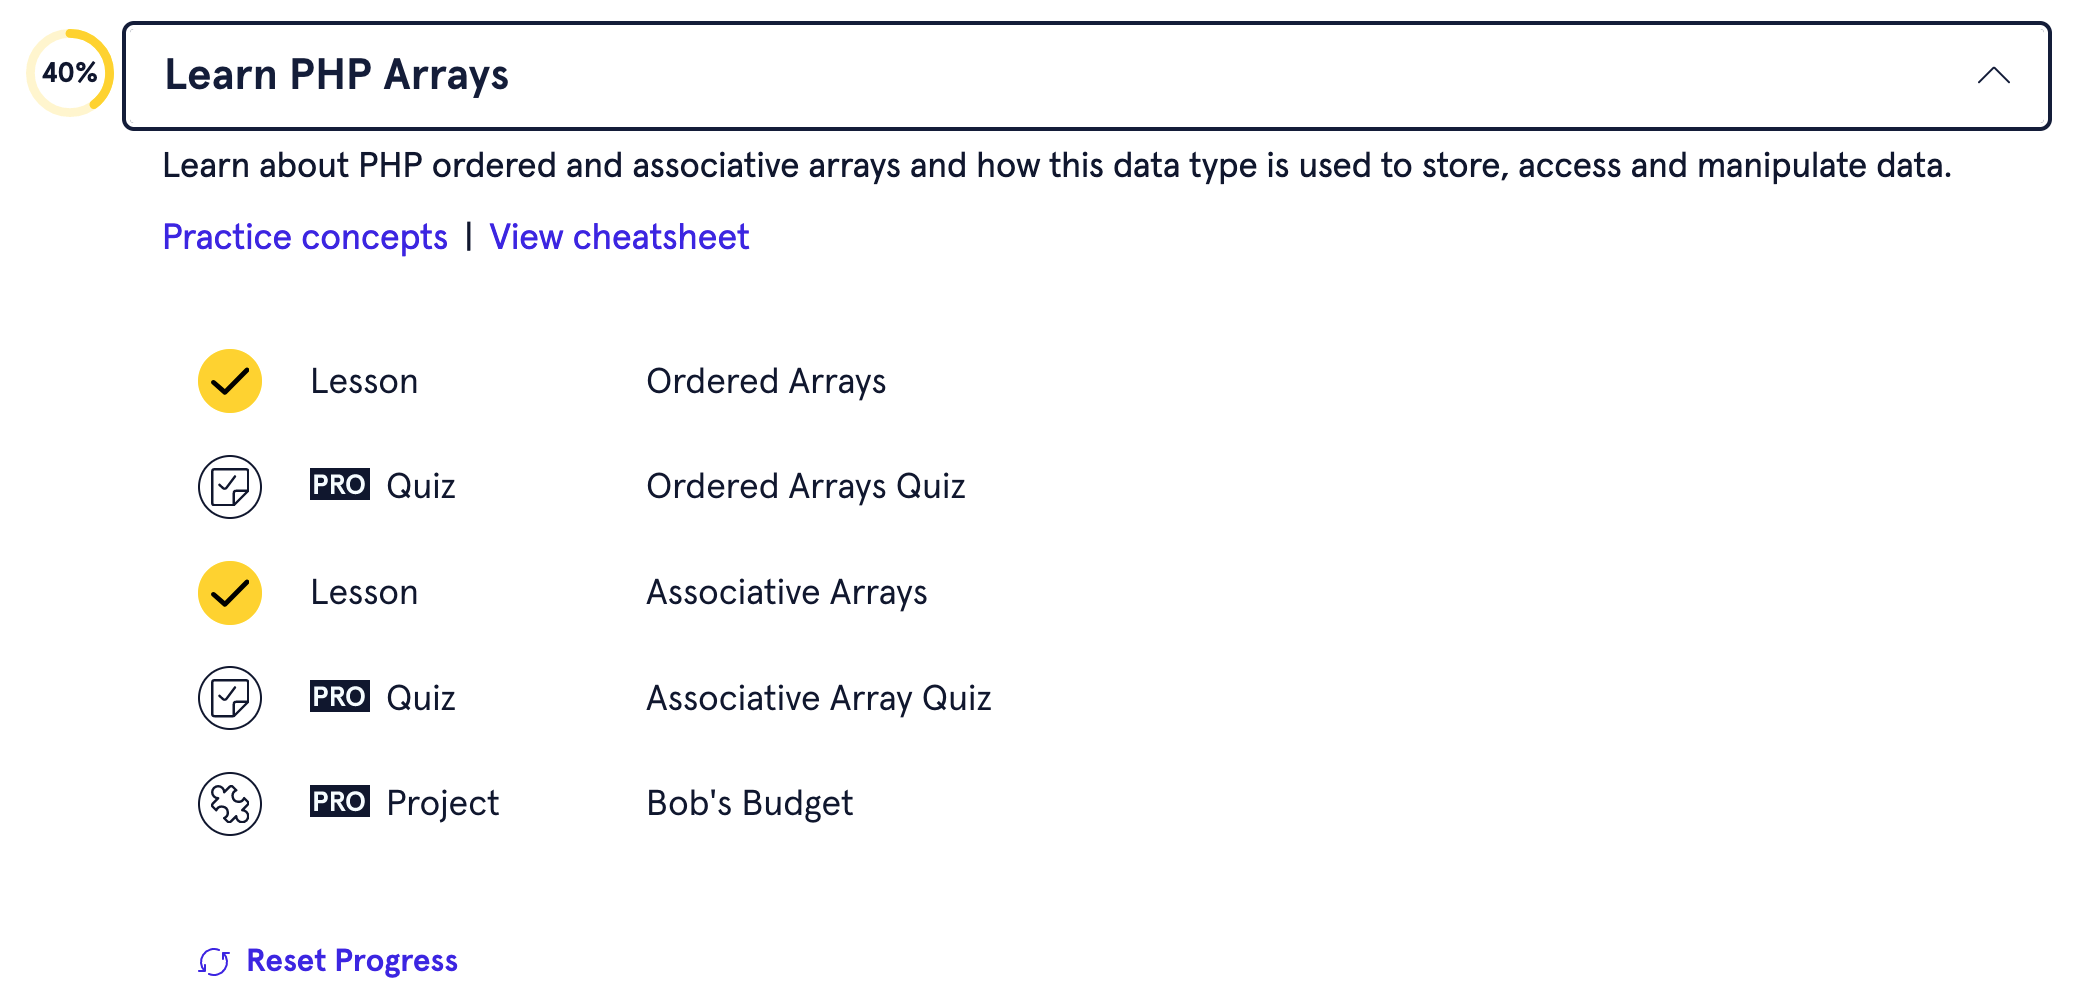 40%
Learn PHP Arrays
Learn about PHP ordered and associative arrays and how this data type is used to store, access and manipulate data.
Practice concepts | View cheatsheet
Lesson Ordered Arrays
PRO Quiz Ordered Arrays Quiz
Lesson Associative Arrays
PRO Quiz Associative Array Quiz
PRO Project Bob's Budget
Reset Progress